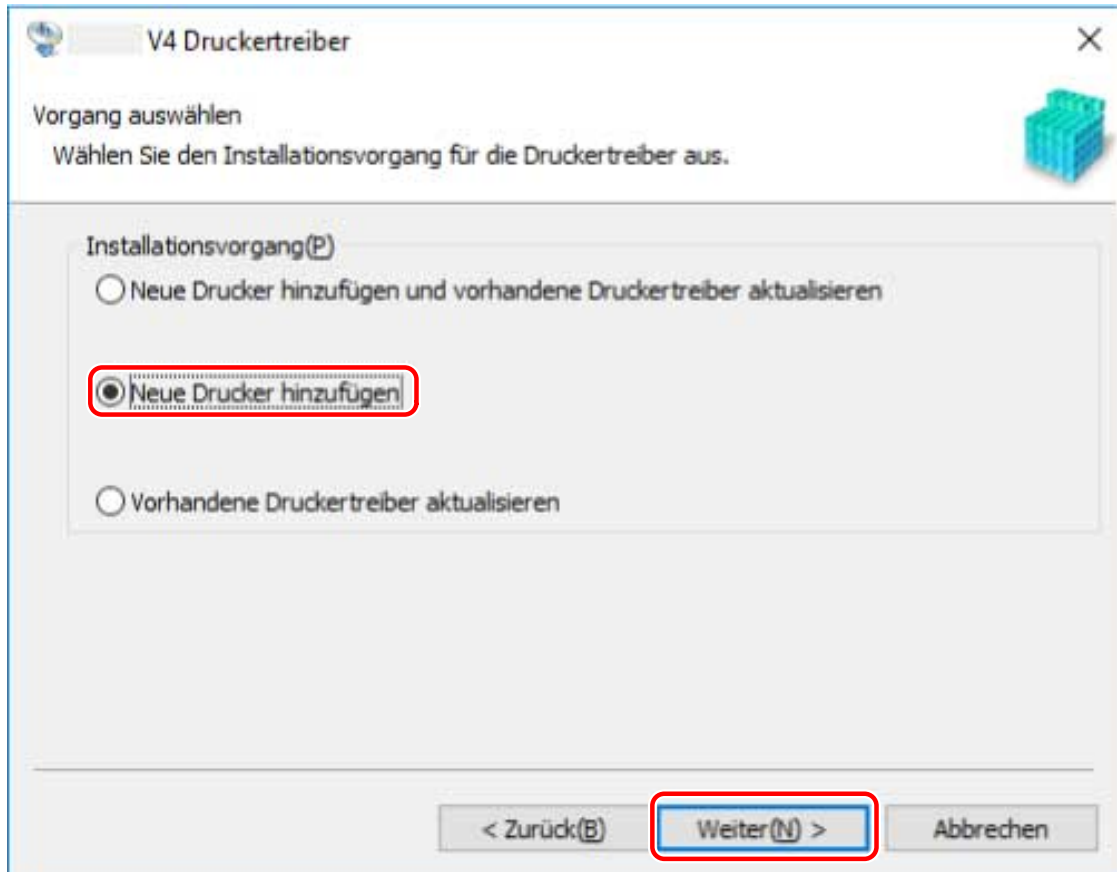 V4 Druckertreiber
Vorgang auswählen
Wählen Sie den Installationsvorgang für die Druckertreiber aus.
Installationsvorgang(P)
Neue Drucker hinzufügen und vorhandene Druckertreiber aktualisieren
Neue Drucker hinzufügen
Vorhandene Druckertreiber aktualisieren
< Zurück(B) Weiter(N) > Abbrechen